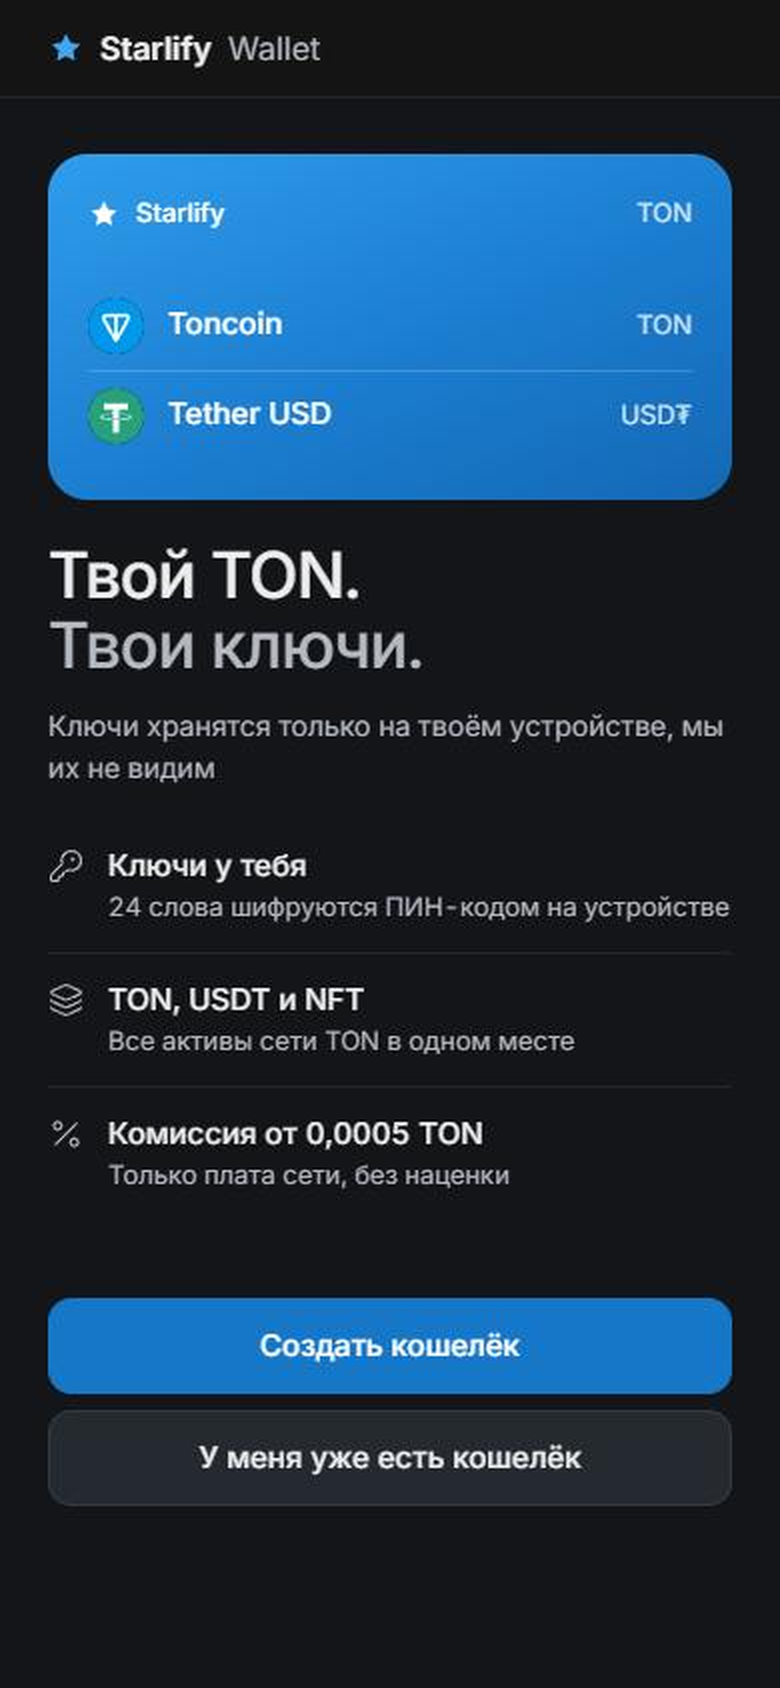 Starlify Wallet
Starlify TON
Toncoin TON
Tether USD USD₮
Твой TON.
Твои ключи.
Ключи хранятся только на твоём устройстве, мы
их не видим
Ключи у тебя
24 слова шифруются ПИН-кодом на устройстве
TON, USDT и NFT
Все активы сети TON в одном месте
Комиссия от 0,0005 TON
Только плата сети, без наценки
Создать кошелёк
У меня уже есть кошелёк